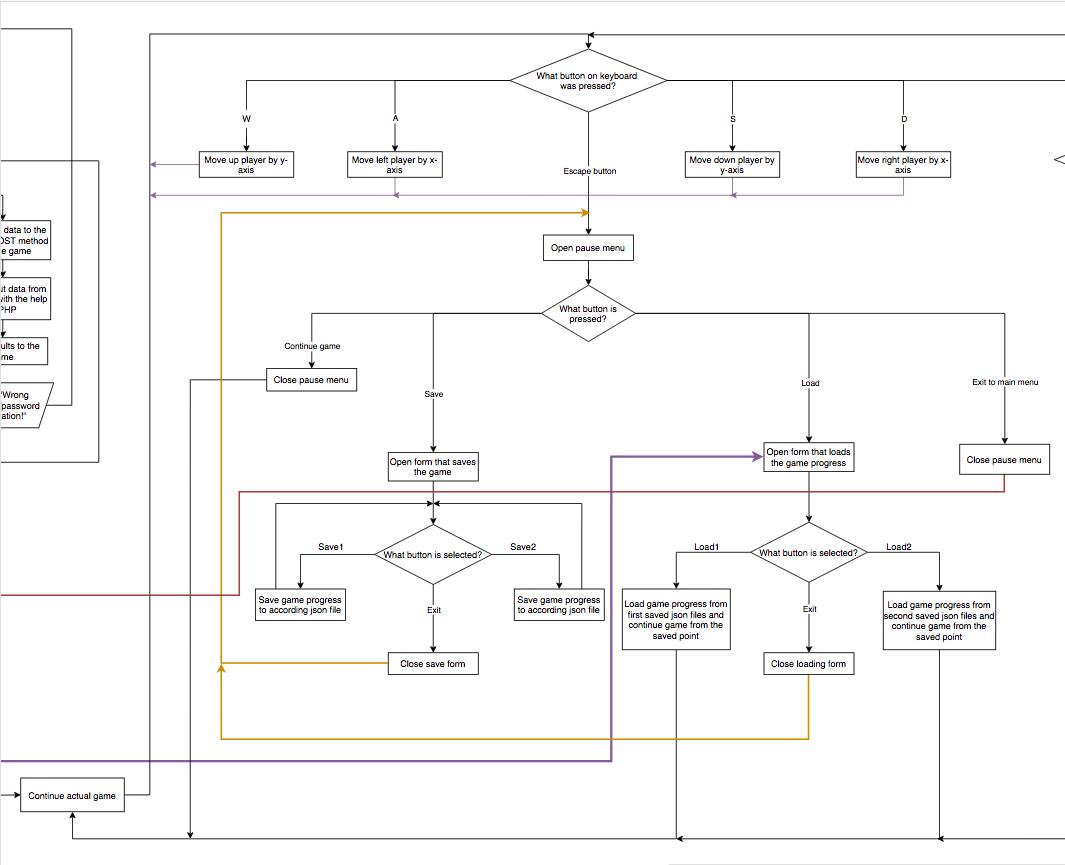 What button on keyboard
was pressed?
W
A
S
D
Move up player by y-
axis
Move left player by x-
axis
Move down player by
y-axis
Move right player by x-
axis
Escape button
data to the
OST method
e game
Open pause menu
ut data from
with the help
PHP
What button is
pressed?
ults to the
me
Continue game
Close pause menu
Save
Load
Exit to main menu
"Wrong
password
ation!"
Open form that saves
the game
Open form that loads
the game progress
Close pause menu
Save1
What button is selected?
Save2
Load1
What button is selected?
Load2
Save game progress
to according json file
Exit
Save game progress
to according json file
Load game progress from
first saved json files and
continue game from the
saved point
Exit
Load game progress from
second saved json files and
continue game from the
saved point
Close save form
Close loading form
Continue actual game